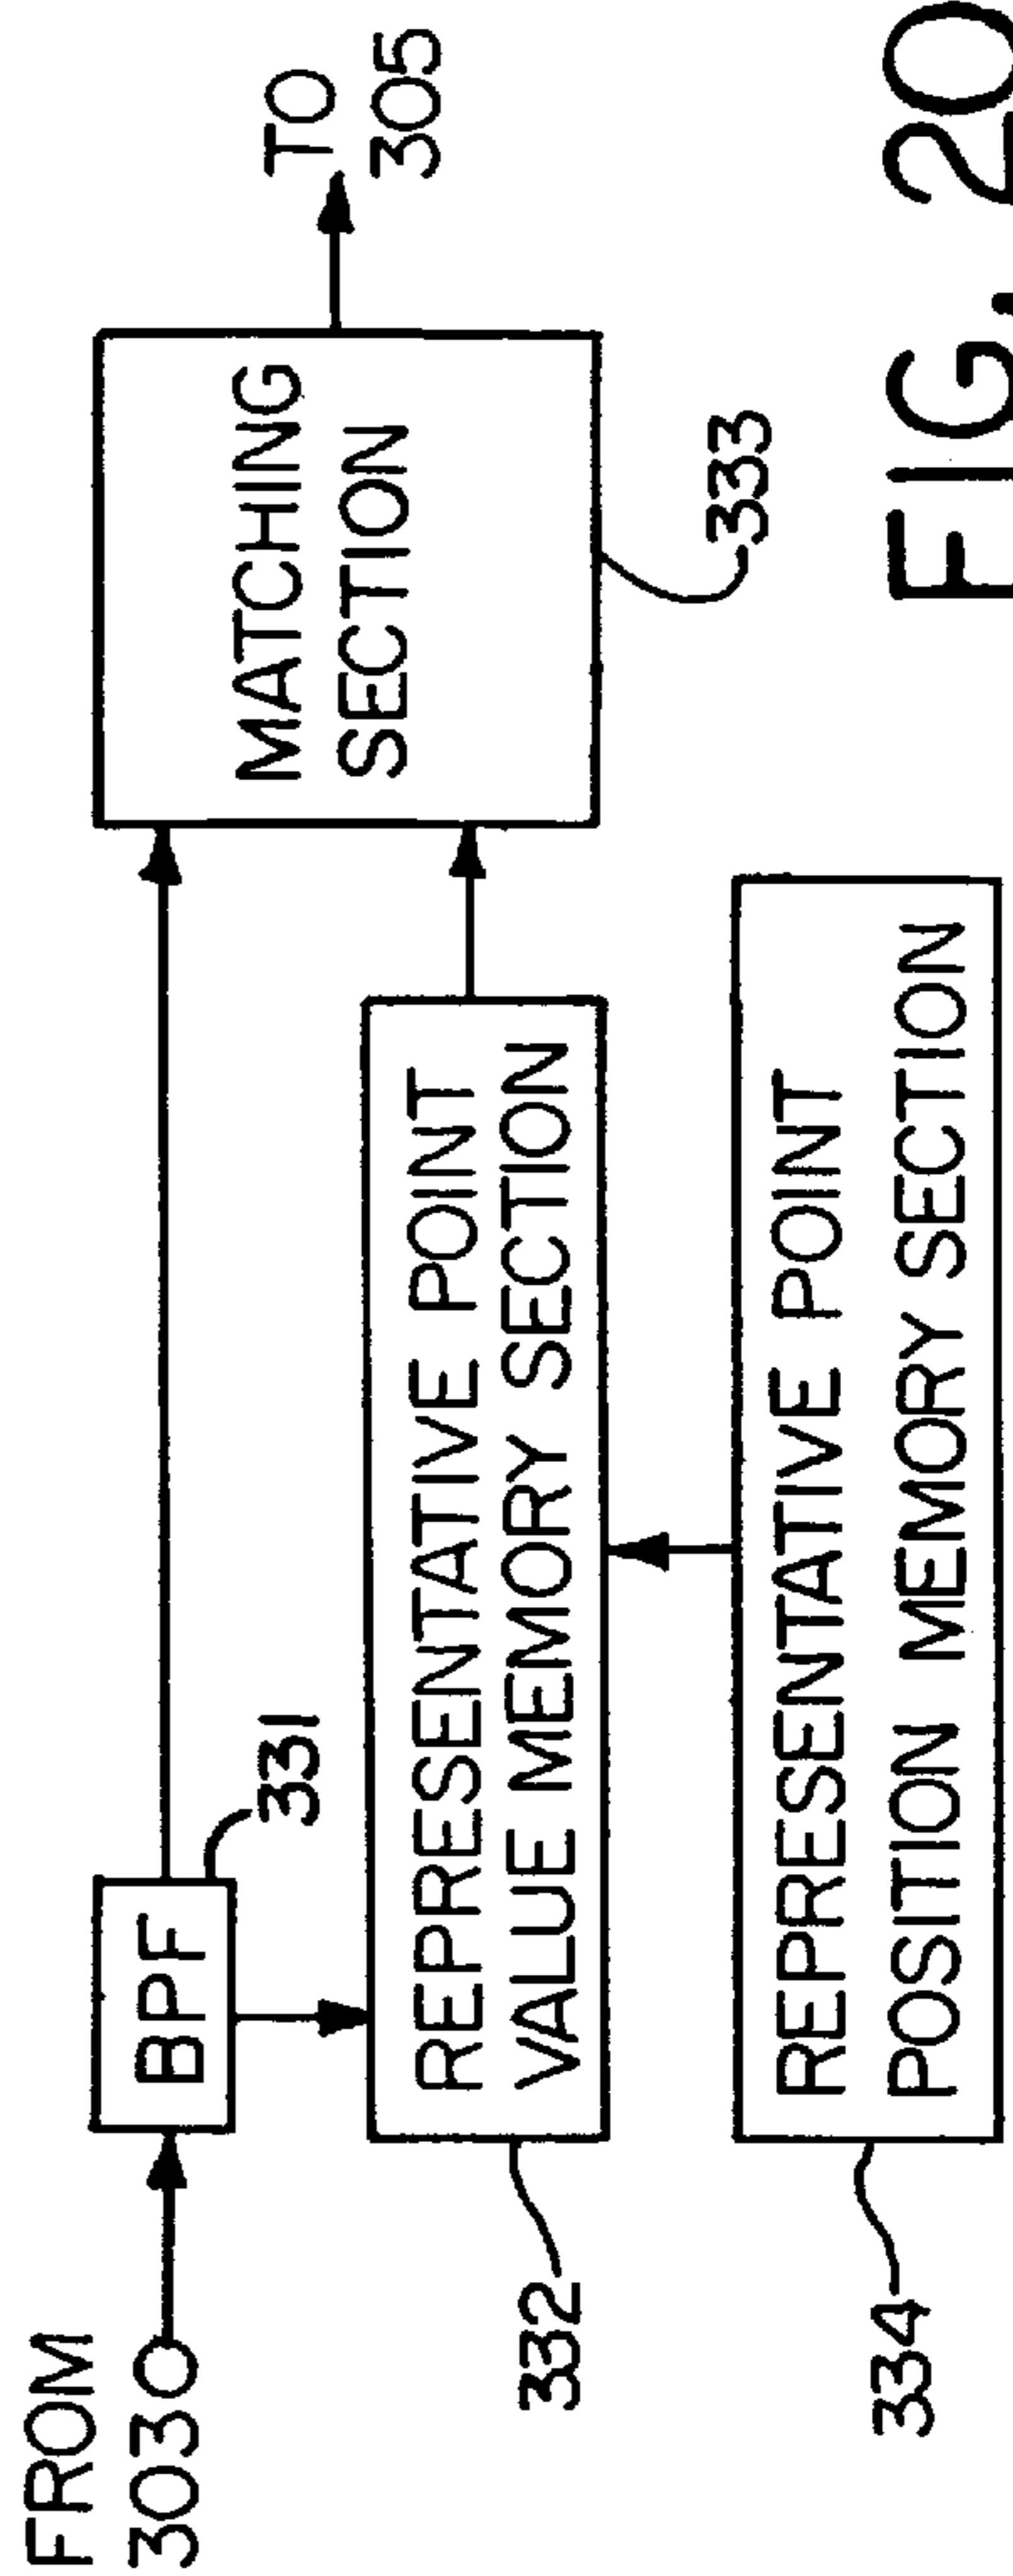 FROM
303
BPF
331
REPRESENTATIVE POINT
VALUE MEMORY SECTION
332
REPRESENTATIVE POINT
POSITION MEMORY SECTION
334
MATCHING
SECTION
333
TO
305
FIG. 20